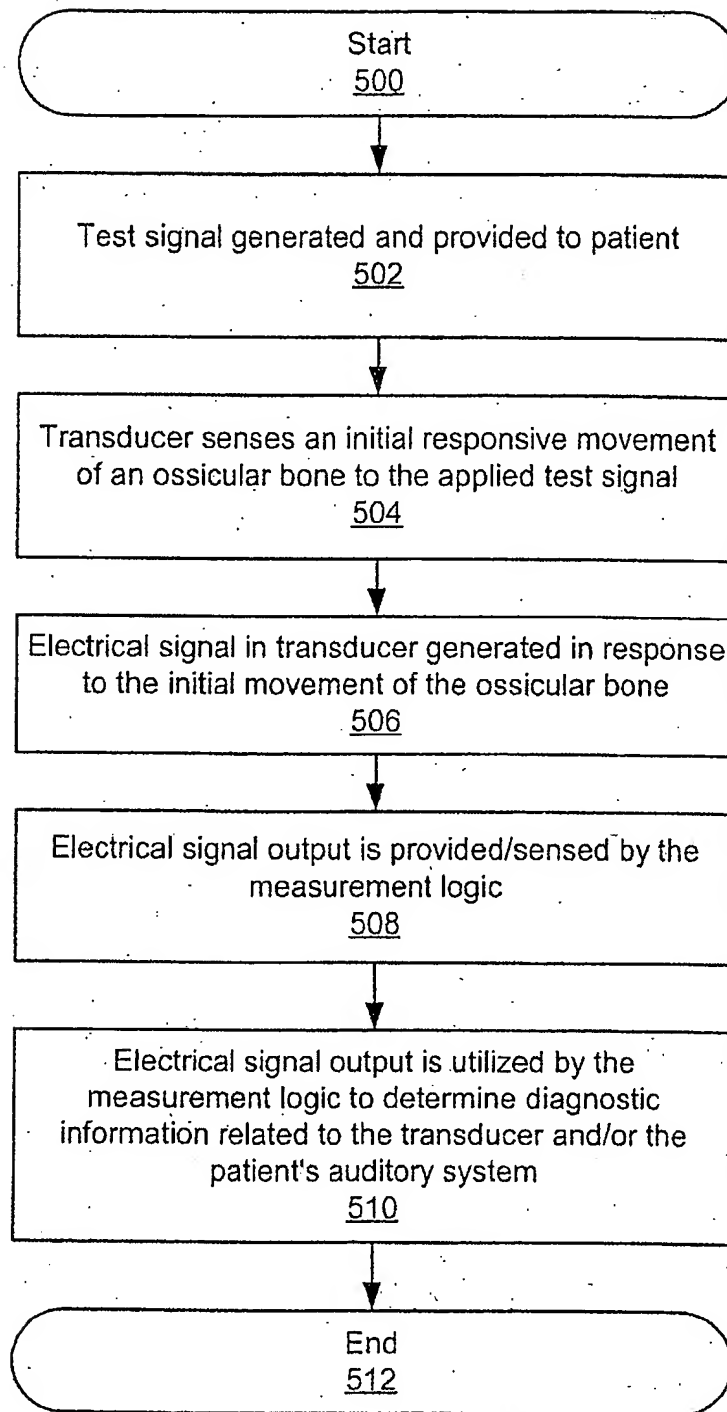 Start
500
Test signal generated and provided to patient
502
Transducer senses an initial responsive movement
of an ossicular bone to the applied test signal
504
Electrical signal in transducer generated in response
to the initial movement of the ossicular bone
506
Electrical signal output is provided/sensed by the
measurement logic
508
Electrical signal output is utilized by the
measurement logic to determine diagnostic
information related to the transducer and/or the
patient's auditory system
510
End
512